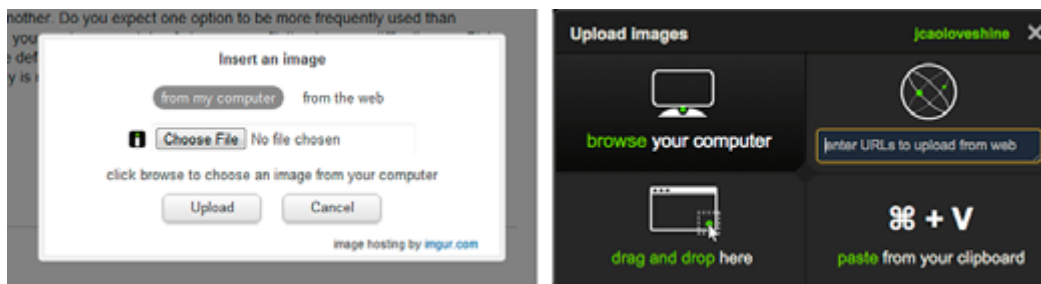 nother. Do you expect one option to be more frequently used than
you
def
y is
Insert an image
from my computer from the web
Choose File No file chosen
click browse to choose an image from your computer
Upload Cancel
image hosting by imgur.com
Upload images jcaoloveshine X
browse your computer
enter URLs to upload from web
drag and drop here
⌘ + V
paste from your clipboard